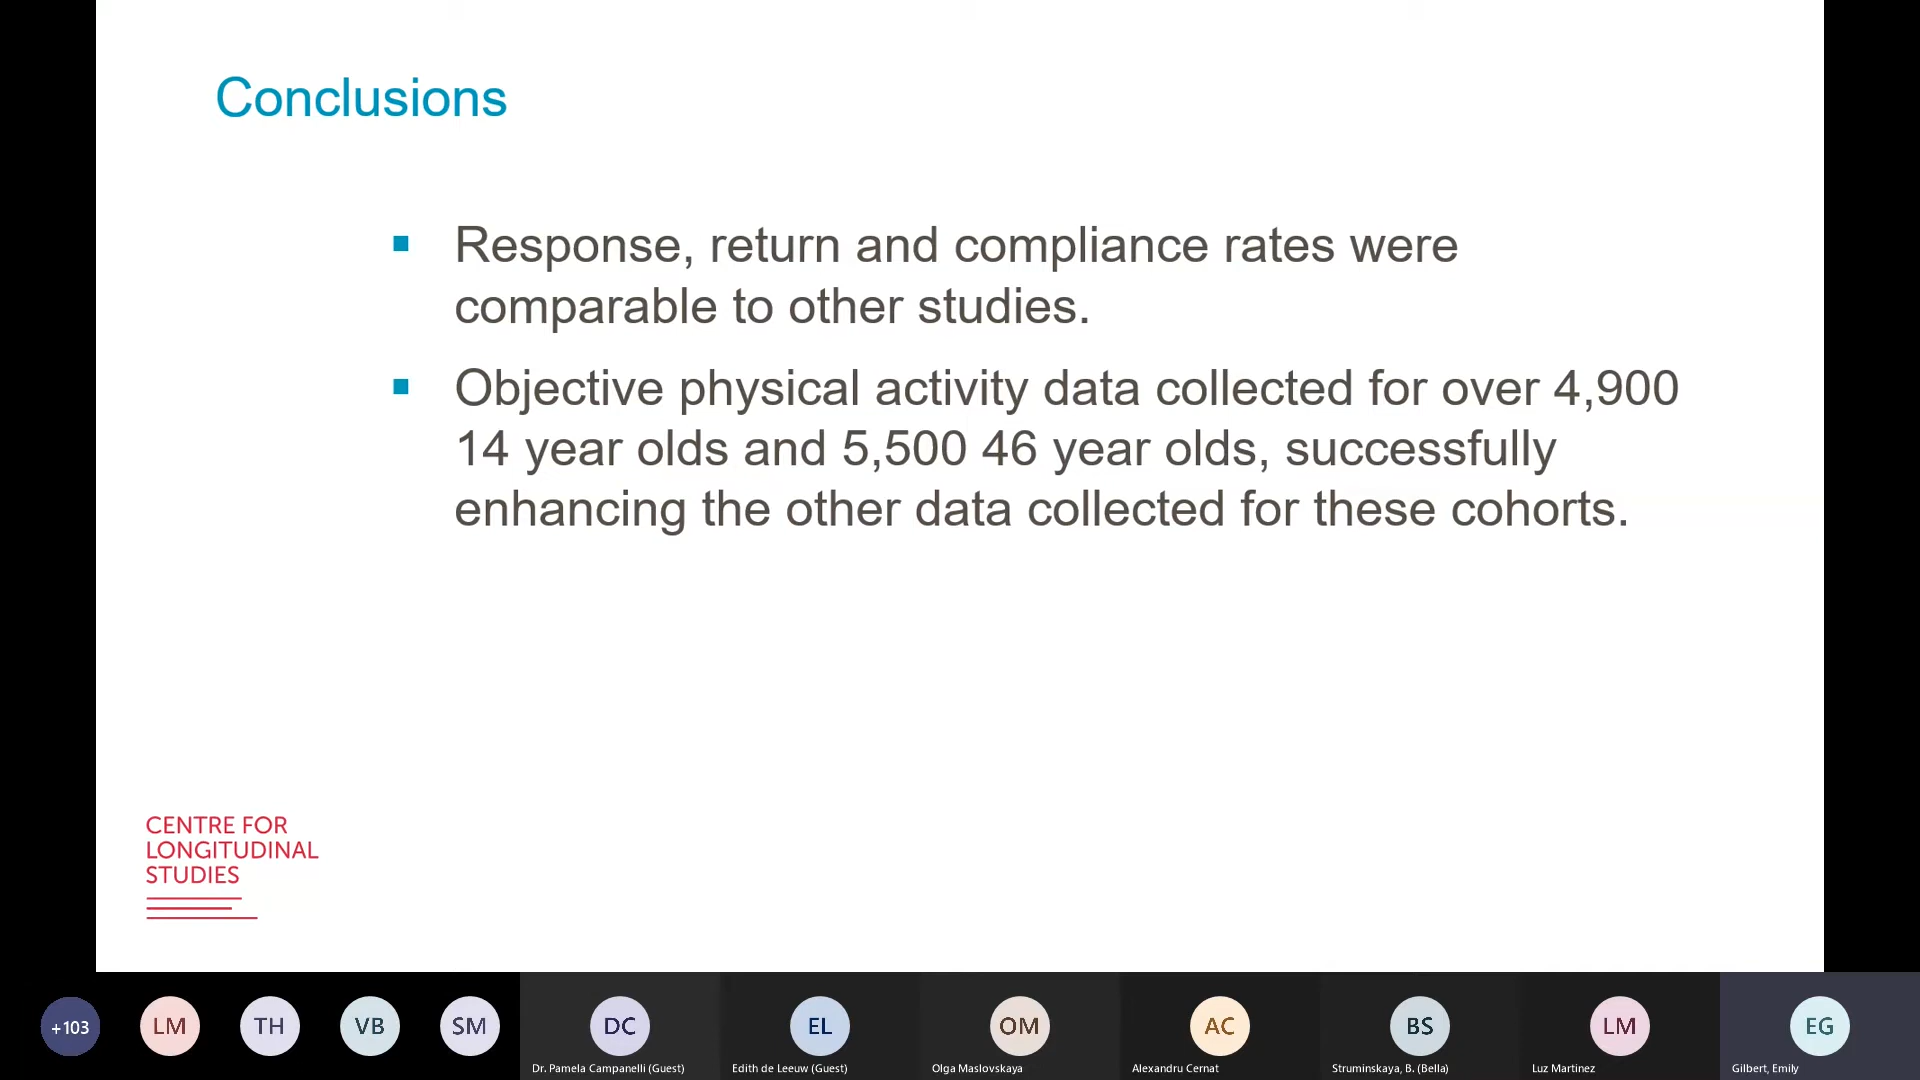 Conclusions
Response, return and compliance rates were
comparable to other studies.
Objective physical activity data collected for over 4,900
14 year olds and 5,500 46 year olds, successfully
enhancing the other data collected for these cohorts.
CENTRE FOR
LONGITUDINAL
STUDIES
+103
LM
TH
VB
SM
DC
EL
OM
AC
BS
LM
EG
Dr. Pamela Campanelli (Guest)
Edith de Leeuw (Guest)
Olga Maslovskaya
Alexandru Cernat
Struminskaya, B. (Bella)
Luz Martinez
Gilbert, Emily